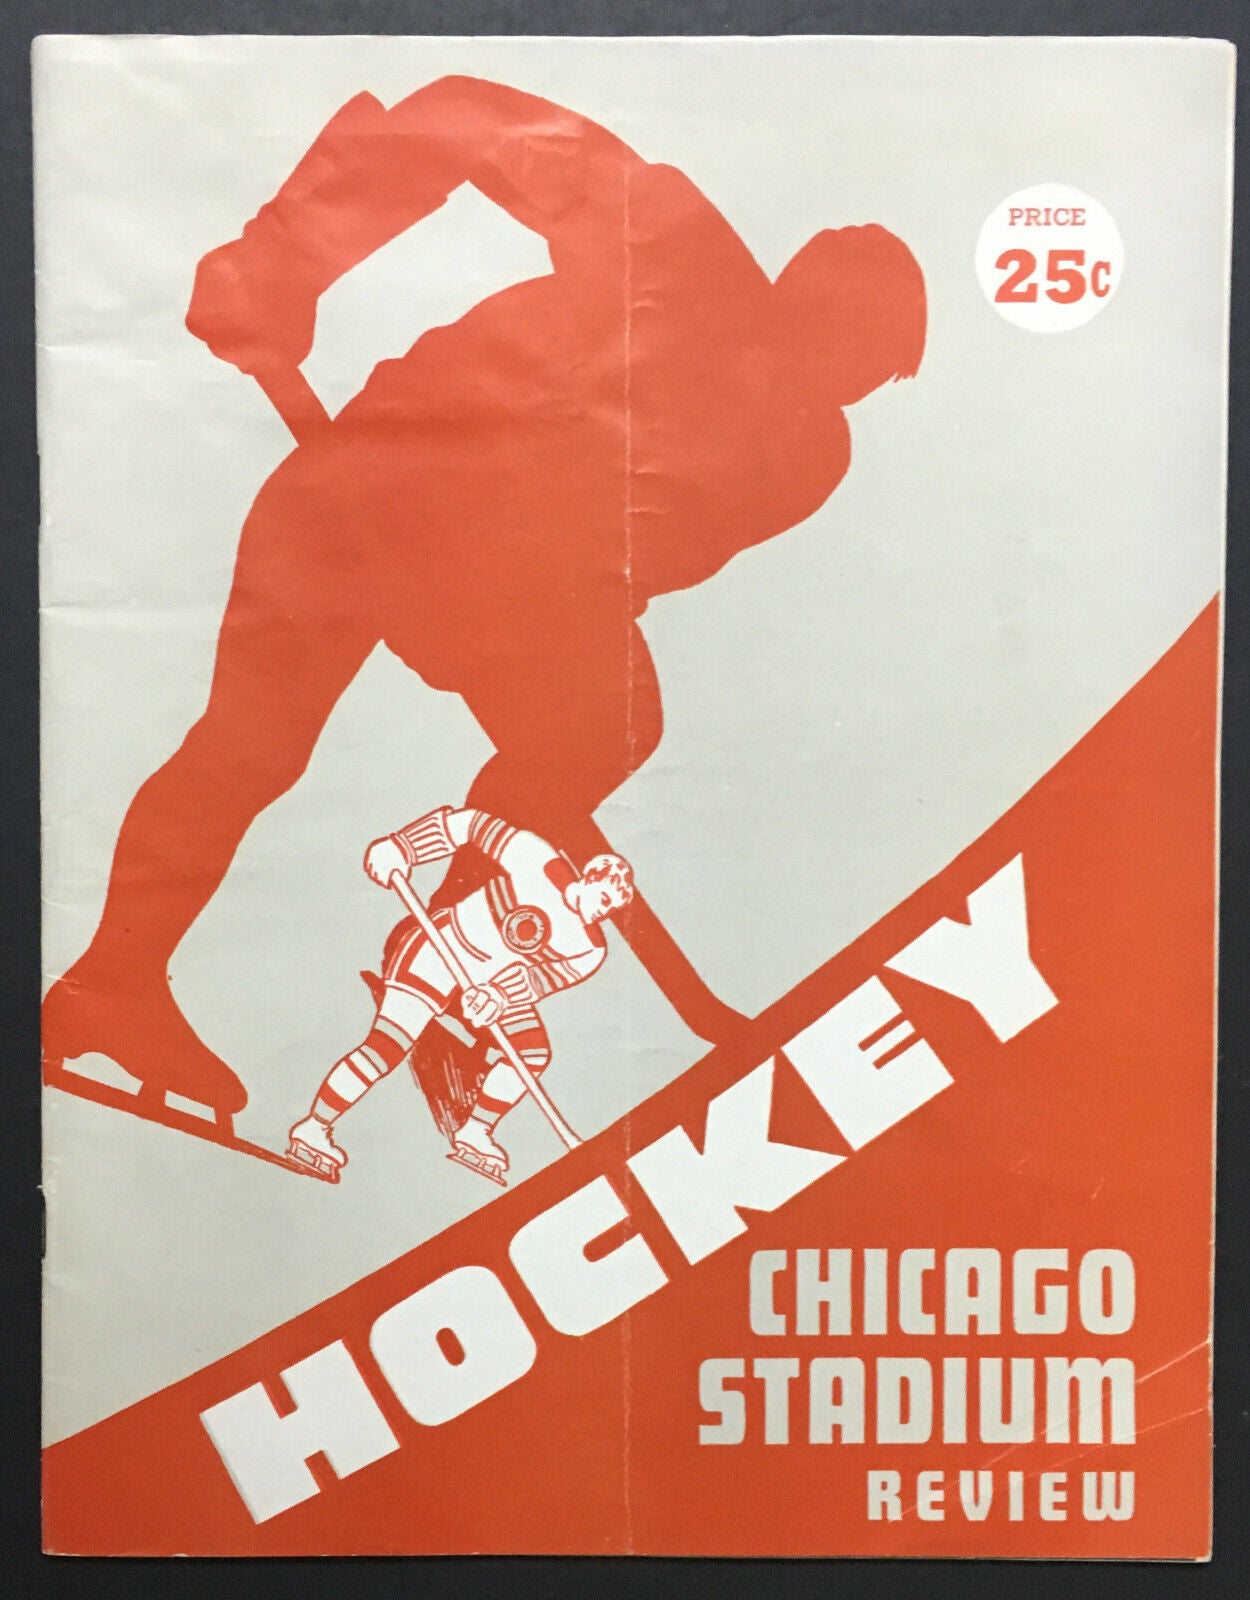 PRICE
25c
HOCKEY
CHICAGO
STADIUM
REVIEW